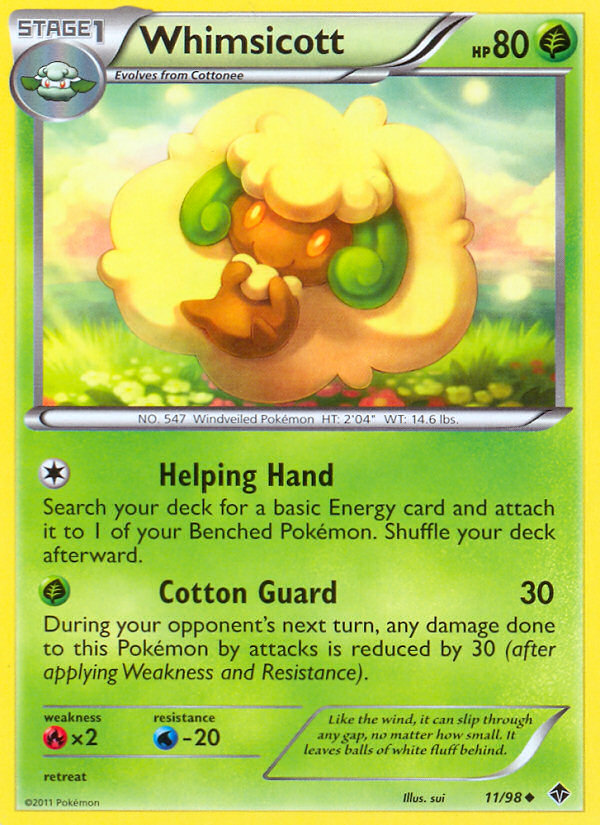 STAGE1
Whimsicott
HP80
Evolves from Cottonee
NO. 547 Windveiled Pokémon HT: 2'04" WT: 14.6 lbs.
Helping Hand
Search your deck for a basic Energy card and attach
it to 1 of your Benched Pokémon. Shuffle your deck
afterward.
Cotton Guard 30
During your opponent's next turn, any damage done
to this Pokémon by attacks is reduced by 30 (after
applying Weakness and Resistance).
weakness
×2
resistance
-20
retreat
Like the wind, it can slip through
any gap, no matter how small. It
leaves balls of white fluff behind.
©2011 Pokémon
Illus. sui
11/98